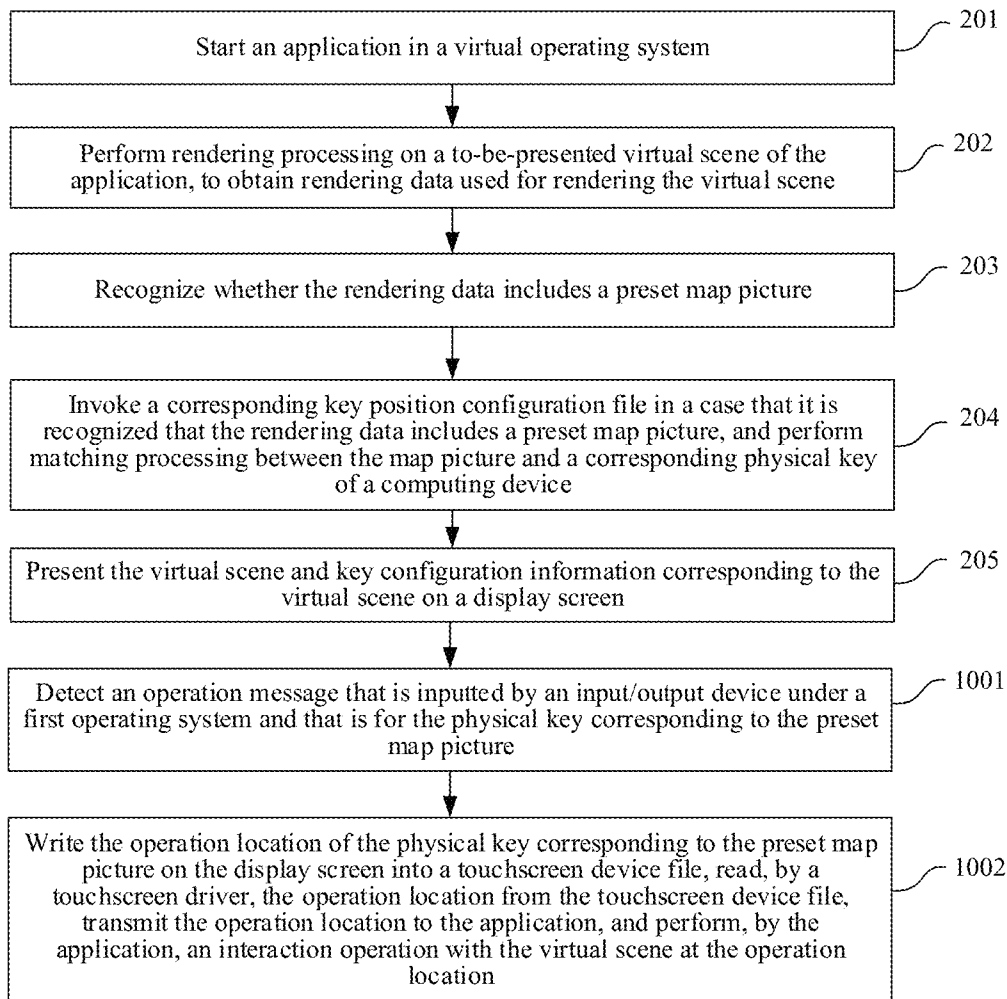 Start an application in a virtual operating system
201
Perform rendering processing on a to-be-presented virtual scene of the
application, to obtain rendering data used for rendering the virtual scene
202
Recognize whether the rendering data includes a preset map picture
203
Invoke a corresponding key position configuration file in a case that it is
recognized that the rendering data includes a preset map picture, and perform
matching processing between the map picture and a corresponding physical key
of a computing device
204
Present the virtual scene and key configuration information corresponding to the
virtual scene on a display screen
205
Detect an operation message that is inputted by an input/output device under a
first operating system and that is for the physical key corresponding to the preset
map picture
1001
Write the operation location of the physical key corresponding to the preset map
picture on the display screen into a touchscreen device file, read, by a
touchscreen driver, the operation location from the touchscreen device file,
transmit the operation location to the application, and perform, by the
application, an interaction operation with the virtual scene at the operation
location
1002